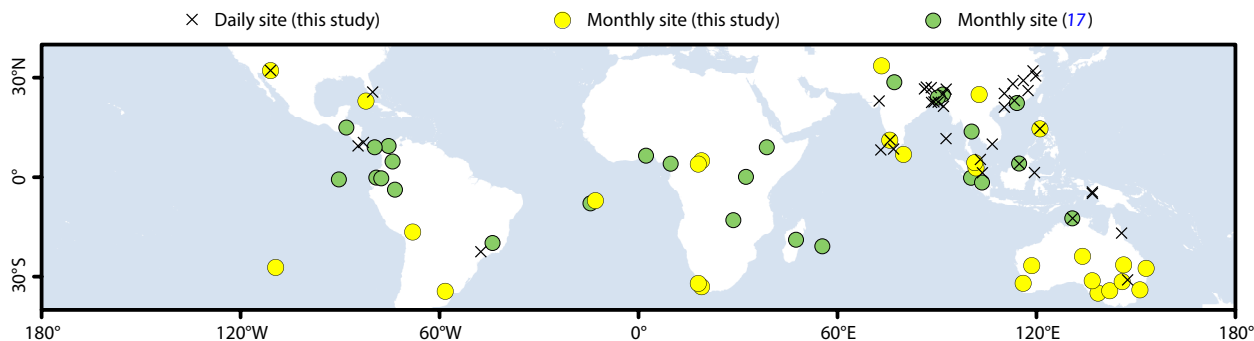 Daily site (this study) Monthly site (this study) Monthly site (17)
30°N
0°
30°S
180° 120°W 60°W 0° 60°E 120°E 180°